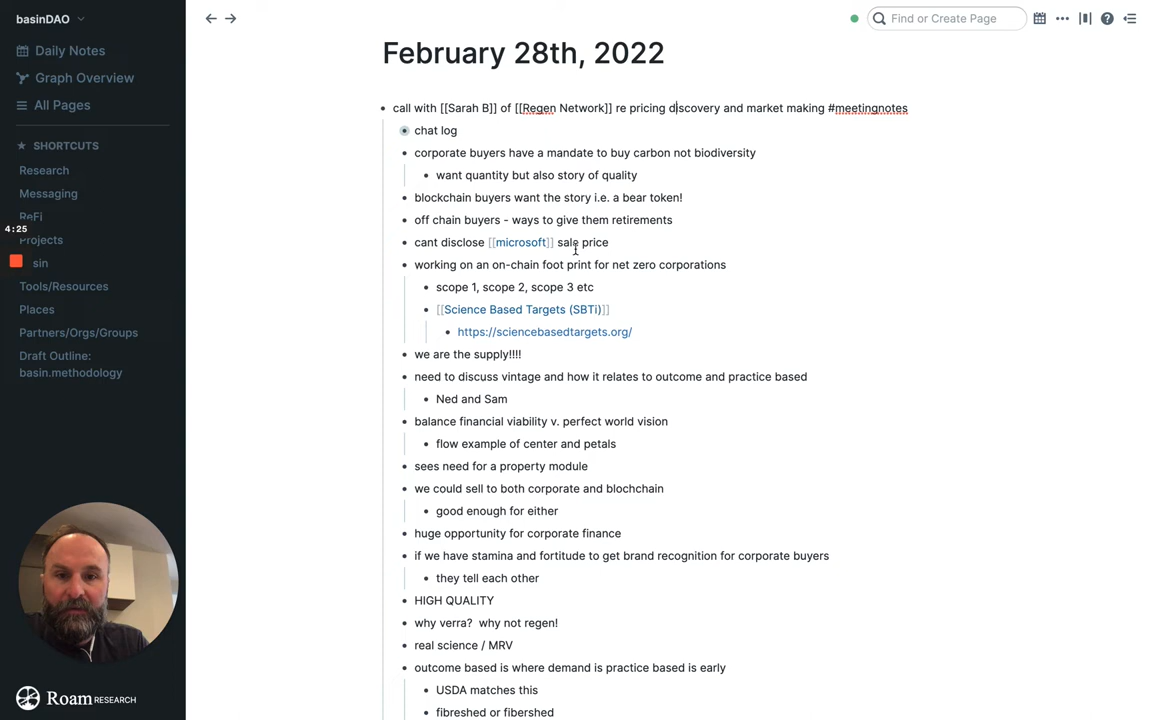 basinDAO
Find or Create Page
Daily Notes
Graph Overview
All Pages
SHORTCUTS
Research
Messaging
ReFi
4:25
Projects
sin
Tools/Resources
Places
Partners/Orgs/Groups
Draft Outline:
basin.methodology
Roam RESEARCH
February 28th, 2022
call with [[Sarah B]] of [[Regen Network]] re pricing discovery and market making #meetingnotes
chat log
corporate buyers have a mandate to buy carbon not biodiversity
want quantity but also story of quality
blockchain buyers want the story i.e. a bear token!
off chain buyers - ways to give them retirements
cant disclose [[microsoft]] sale price
working on an on-chain foot print for net zero corporations
scope 1, scope 2, scope 3 etc
[[Science Based Targets (SBTi)]]
https://sciencebasedtargets.org/
we are the supply!!!!
need to discuss vintage and how it relates to outcome and practice based
Ned and Sam
balance financial viability v. perfect world vision
flow example of center and petals
sees need for a property module
we could sell to both corporate and blochchain
good enough for either
huge opportunity for corporate finance
if we have stamina and fortitude to get brand recognition for corporate buyers
they tell each other
HIGH QUALITY
why verra?  why not regen!
real science / MRV
outcome based is where demand is practice based is early
USDA matches this
fibreshed or fibershed